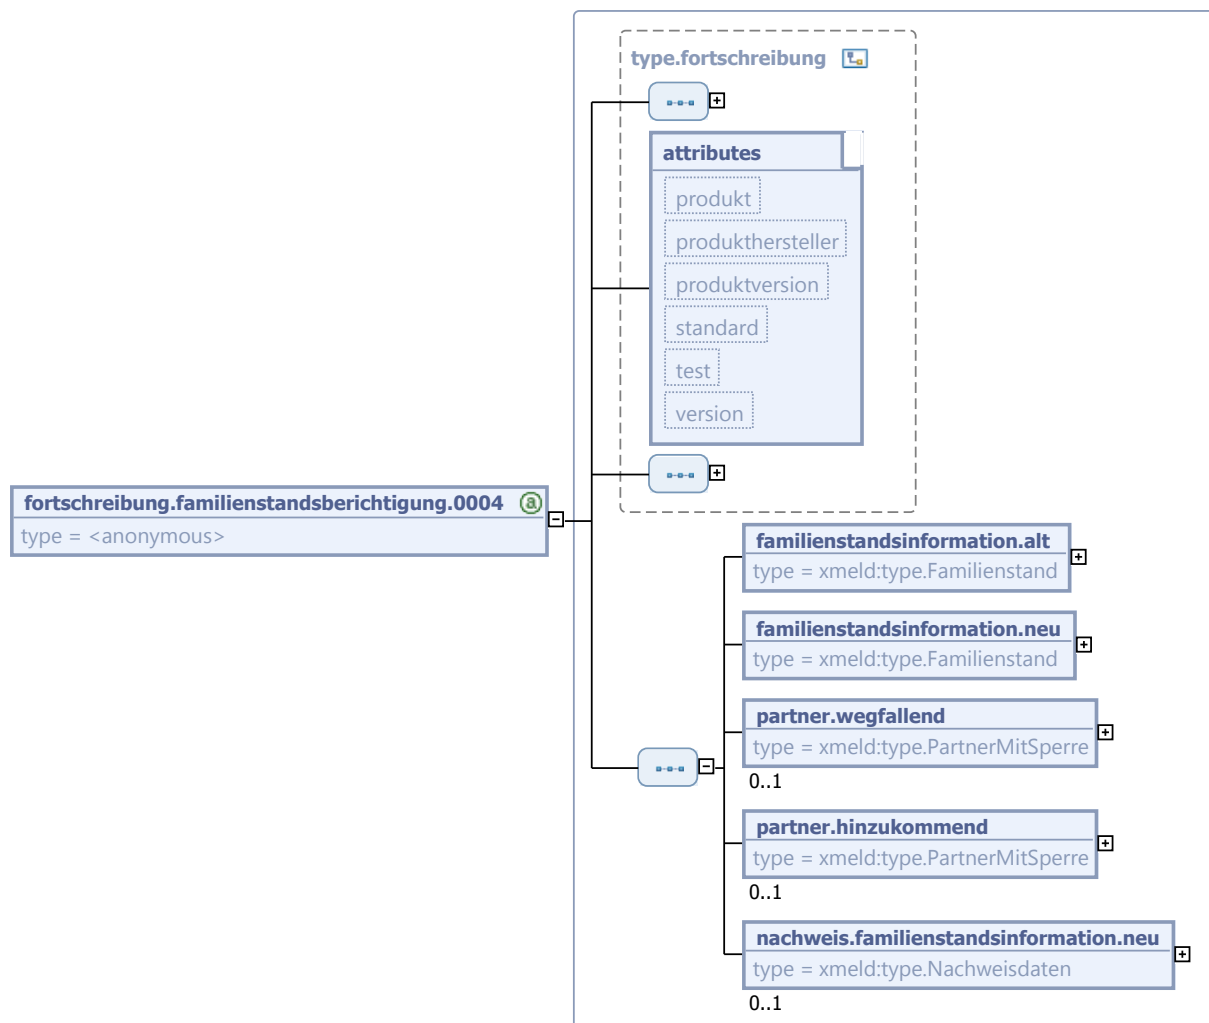 type.fortschreibung
attributes
produkt
produkthersteller
produktversion
standard
test
version
fortschreibung.familienstandsberichtigung.0004 a
type = <anonymous>
familienstandsinformation.alt
type = xmeld:type.Familienstand
familienstandsinformation.neu
type = xmeld:type.Familienstand
partner.wegfallend
type = xmeld:type.PartnerMitSperre
0..1
partner.hinzukommend
type = xmeld:type.PartnerMitSperre
0..1
nachweis.familienstandsinformation.neu
type = xmeld:type.Nachweisdaten
0..1